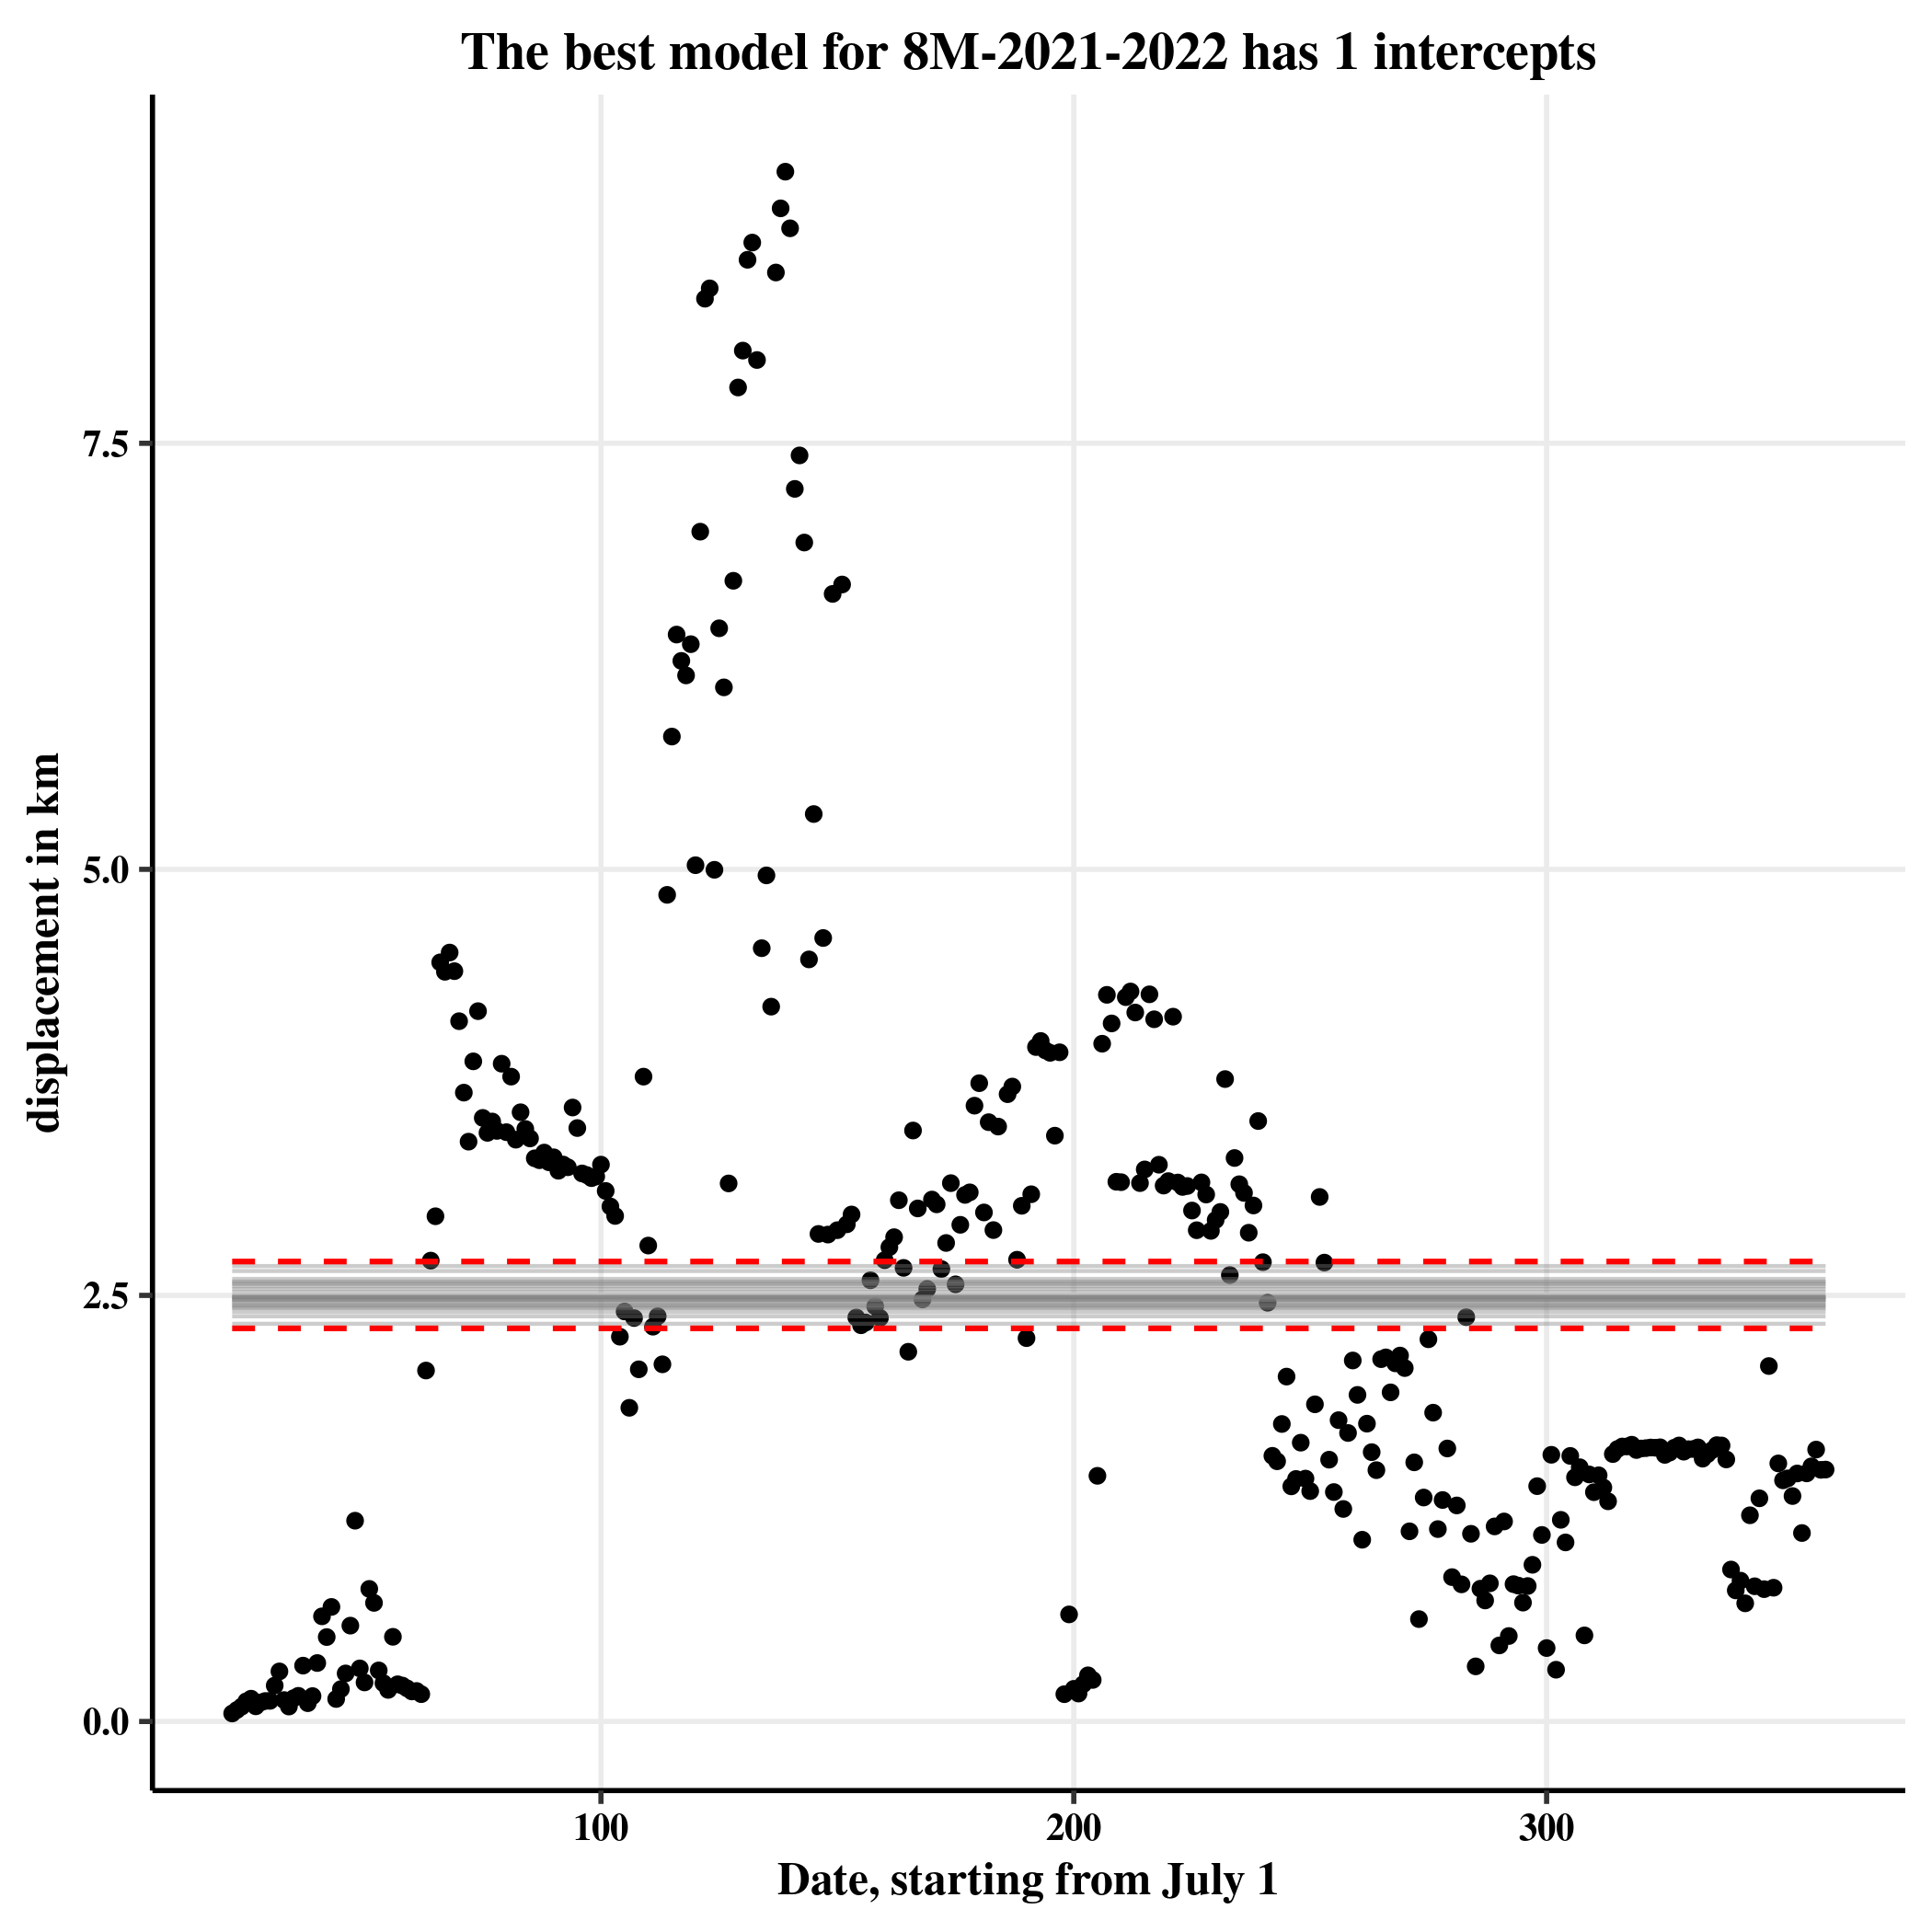 The best model for 8M-2021-2022 has 1 intercepts
displacement in km
7.5
5.0
2.5
0.0
100 200 300
Date, starting from July 1